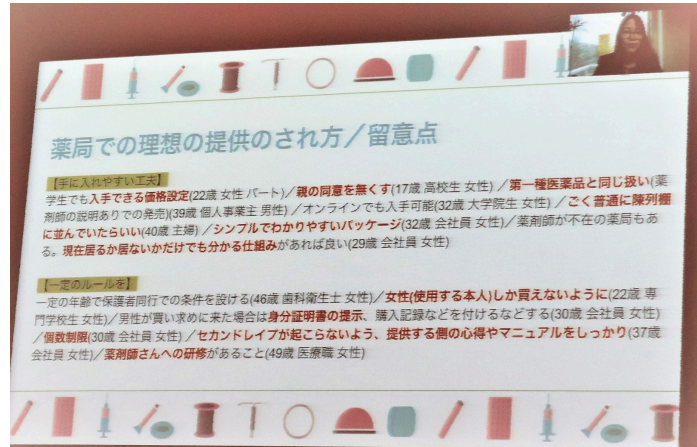 薬局での理想の提供のされ方／留意点
【手に入れやすい工夫】
学生でも入手できる価格設定(22歳 女性 パート)／親の同意を無くす(17歳 高校生 女性) ／第一種医薬品と同じ扱い(薬
剤師の説明ありでの発売)(39歳 個人事業主 男性) ／オンラインでも入手可能(32歳 大学院生 女性) ／ごく普通に陳列棚
に並んでいたらいい(40歳 主婦) ／シンプルでわかりやすいパッケージ(32歳 会社員 女性)／薬剤師が不在の薬局もあ
る。現在居るか居ないかだけでも分かる仕組みがあれば良い(29歳 会社員 女性)
【一定のルールを】
一定の年齢で保護者同行での条件を設ける(46歳 歯科衛生士 女性)／女性(使用する本人)しか買えないように(22歳 専
門学校生 女性)／男性が買い求めに来た場合は身分証明書の提示、購入記録などを付けるなどする(30歳 会社員 女性)
／個数制限(30歳 会社員 女性) ／セカンドレイプが起こらないよう、提供する側の心得やマニュアルをしっかり(37歳
会社員 女性)／薬剤師さんへの研修があること(49歳 医療職 女性)